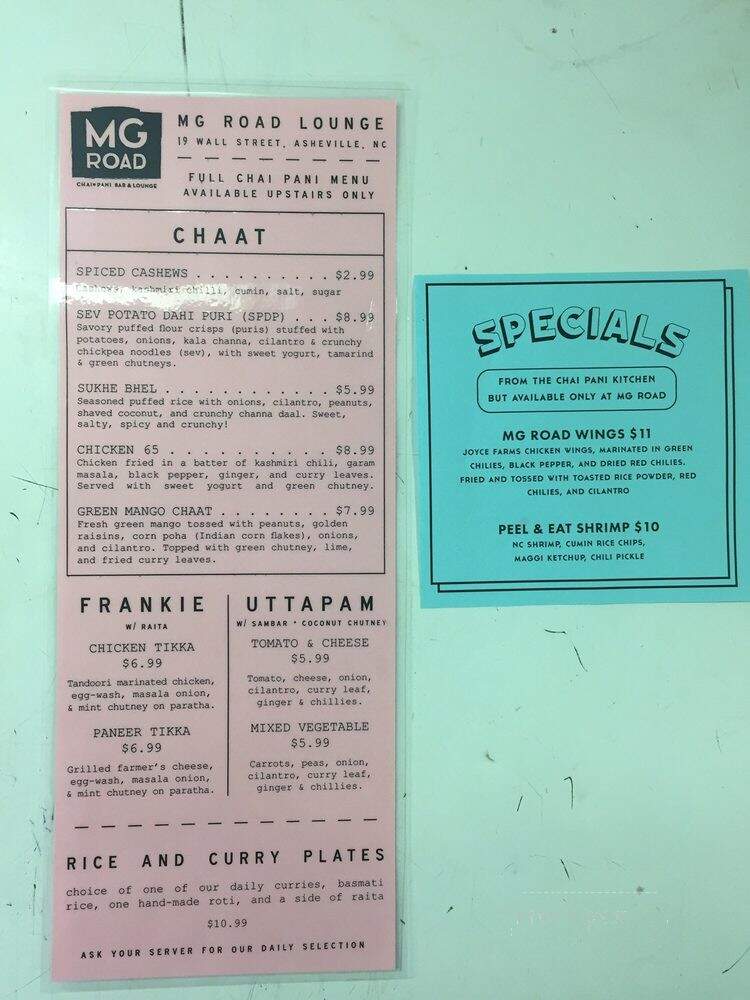 MG
ROAD
CHAI PANI BAR & LOUNGE
MG ROAD LOUNGE
19 WALL STREET, ASHEVILLE, NC
FULL CHAI PANI MENU
AVAILABLE UPSTAIRS ONLY
CHAAT
SPICED CASHEWS . . . . . . . . . . $2.99
Cashews, kashmiri chilli, cumin, salt, sugar
SEV POTATO DAHI PURI (SPDP) . . . $8.99
Savory puffed flour crisps (puris) stuffed with
potatoes, onions, kala channa, cilantro & crunchy
chickpea noodles (sev), with sweet yogurt, tamarind
& green chutneys.
SUKHE BHEL . . . . . . . . . . . . $5.99
Seasoned puffed rice with onions, cilantro, peanuts,
shaved coconut, and crunchy channa daal. Sweet,
salty, spicy and crunchy!
CHICKEN 65 . . . . . . . . . . . . $8.99
Chicken fried in a batter of kashmiri chili, garam
masala, black pepper, ginger, and curry leaves.
Served with sweet yogurt and green chutney.
GREEN MANGO CHAAT . . . . . . . . $7.99
Fresh green mango tossed with peanuts, golden
raisins, corn poha (Indian corn flakes), onions,
and cilantro. Topped with green chutney, lime,
and fried curry leaves.
FRANKIE
W/ RAITA
CHICKEN TIKKA
$6.99
Tandoori marinated chicken,
egg-wash, masala onion,
& mint chutney on paratha.
PANEER TIKKA
$6.99
Grilled farmer's cheese,
egg-wash, masala onion,
& mint chutney on paratha.
UTTAPAM
W/ SAMBAR • COCONUT CHUTNEY
TOMATO & CHEESE
$5.99
Tomato, cheese, onion,
cilantro, curry leaf,
ginger & chillies.
MIXED VEGETABLE
$5.99
Carrots, peas, onion,
cilantro, curry leaf,
ginger & chillies.
RICE AND CURRY PLATES
choice of one of our daily curries, basmati
rice, one hand-made roti, and a side of raita
$10.99
ASK YOUR SERVER FOR OUR DAILY SELECTION
SPECIALS
FROM THE CHAI PANI KITCHEN
BUT AVAILABLE ONLY AT MG ROAD
MG ROAD WINGS $11
JOYCE FARMS CHICKEN WINGS, MARINATED IN GREEN
CHILIES, BLACK PEPPER, AND DRIED RED CHILIES.
FRIED AND TOSSED WITH TOASTED RICE POWDER, RED
CHILIES, AND CILANTRO
PEEL & EAT SHRIMP $10
NC SHRIMP, CUMIN RICE CHIPS,
MAGGI KETCHUP, CHILI PICKLE